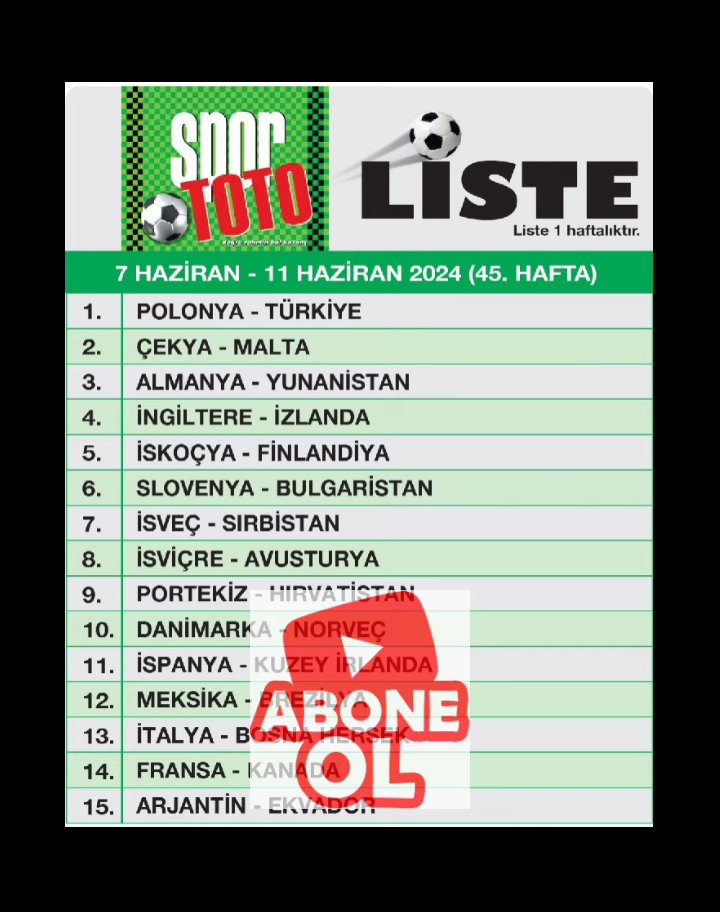 spor
TOTO
LİSTE
Liste 1 haftalıktır.
7 HAZİRAN - 11 HAZİRAN 2024 (45. HAFTA)
1. POLONYA - TÜRKİYE
2. ÇEKYA - MALTA
3. ALMANYA - YUNANİSTAN
4. İNGİLTERE - İZLANDA
5. İSKOÇYA - FİNLANDİYA
6. SLOVENYA - BULGARİSTAN
7. İSVEÇ - SIRBİSTAN
8. İSVİÇRE - AVUSTURYA
9. PORTEKİZ - HIRVATİSTAN
10. DANİMARKA - NORVEÇ
11. İSPANYA - KUZEY İRLANDA
12. MEKSİKA - BREZİLYA
13. İTALYA - BOSNA HERSEK
14. FRANSA - KANADA
15. ARJANTİN - EKVADOR
ABONE
OL